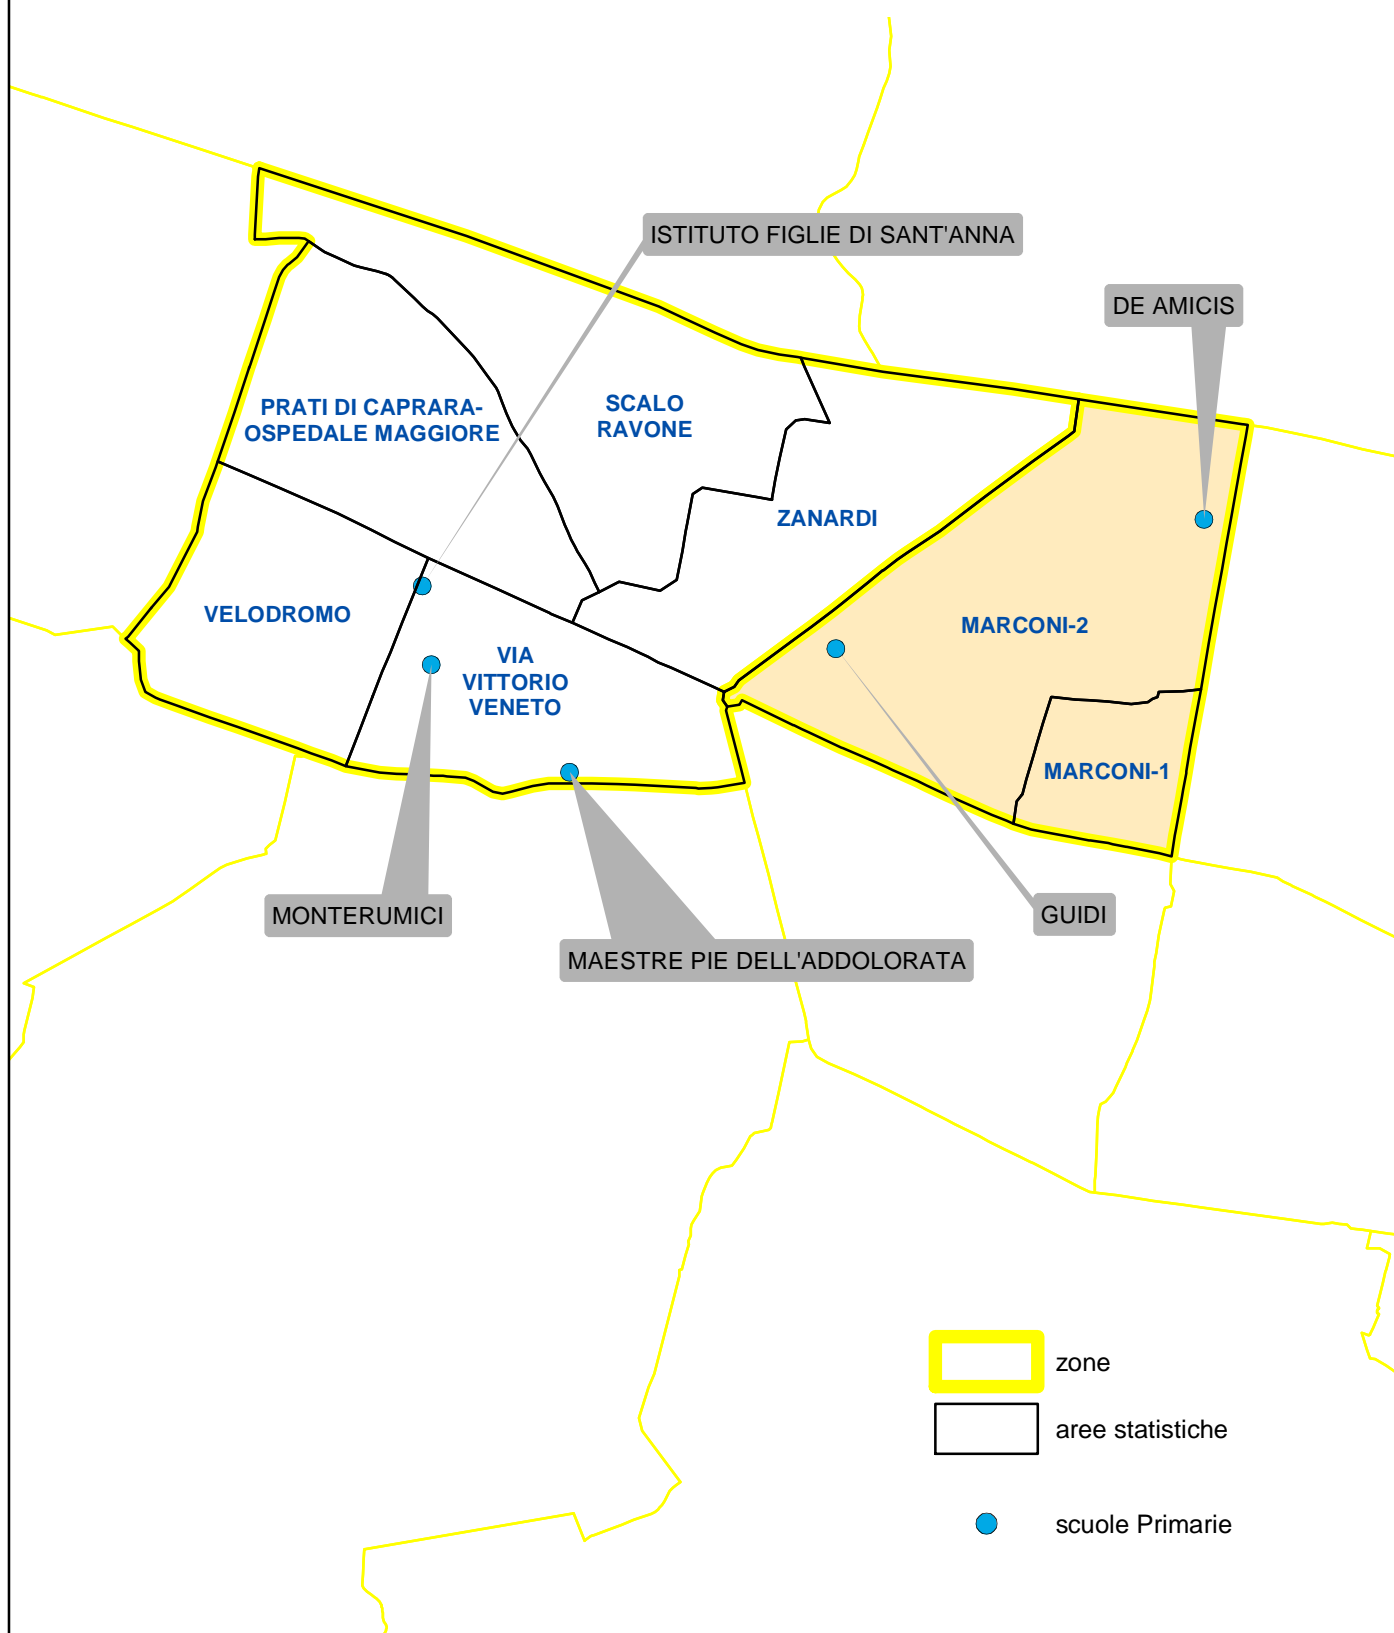 ISTITUTO FIGLIE DI SANT'ANNA
DE AMICIS
PRATI DI CAPRARA-
OSPEDALE MAGGIORE
SCALO
RAVONE
ZANARDI
VELODROMO
MARCONI-2
VIA
VITTORIO
VENETO
MARCONI-1
MONTERUMICI
GUIDI
MAESTRE PIE DELL'ADDOLORATA
zone
aree statistiche
scuole Primarie